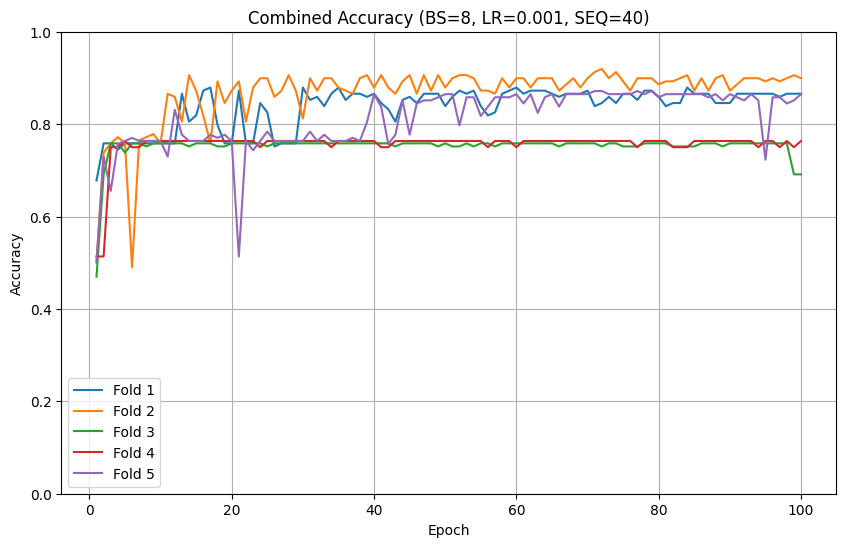 Combined Accuracy (BS=8, LR=0.001, SEQ=40)
1.0
0.8
0.6
0.4
0.2
0.0
Accuracy
Fold 1
Fold 2
Fold 3
Fold 4
Fold 5
0 20 40 60 80 100
Epoch